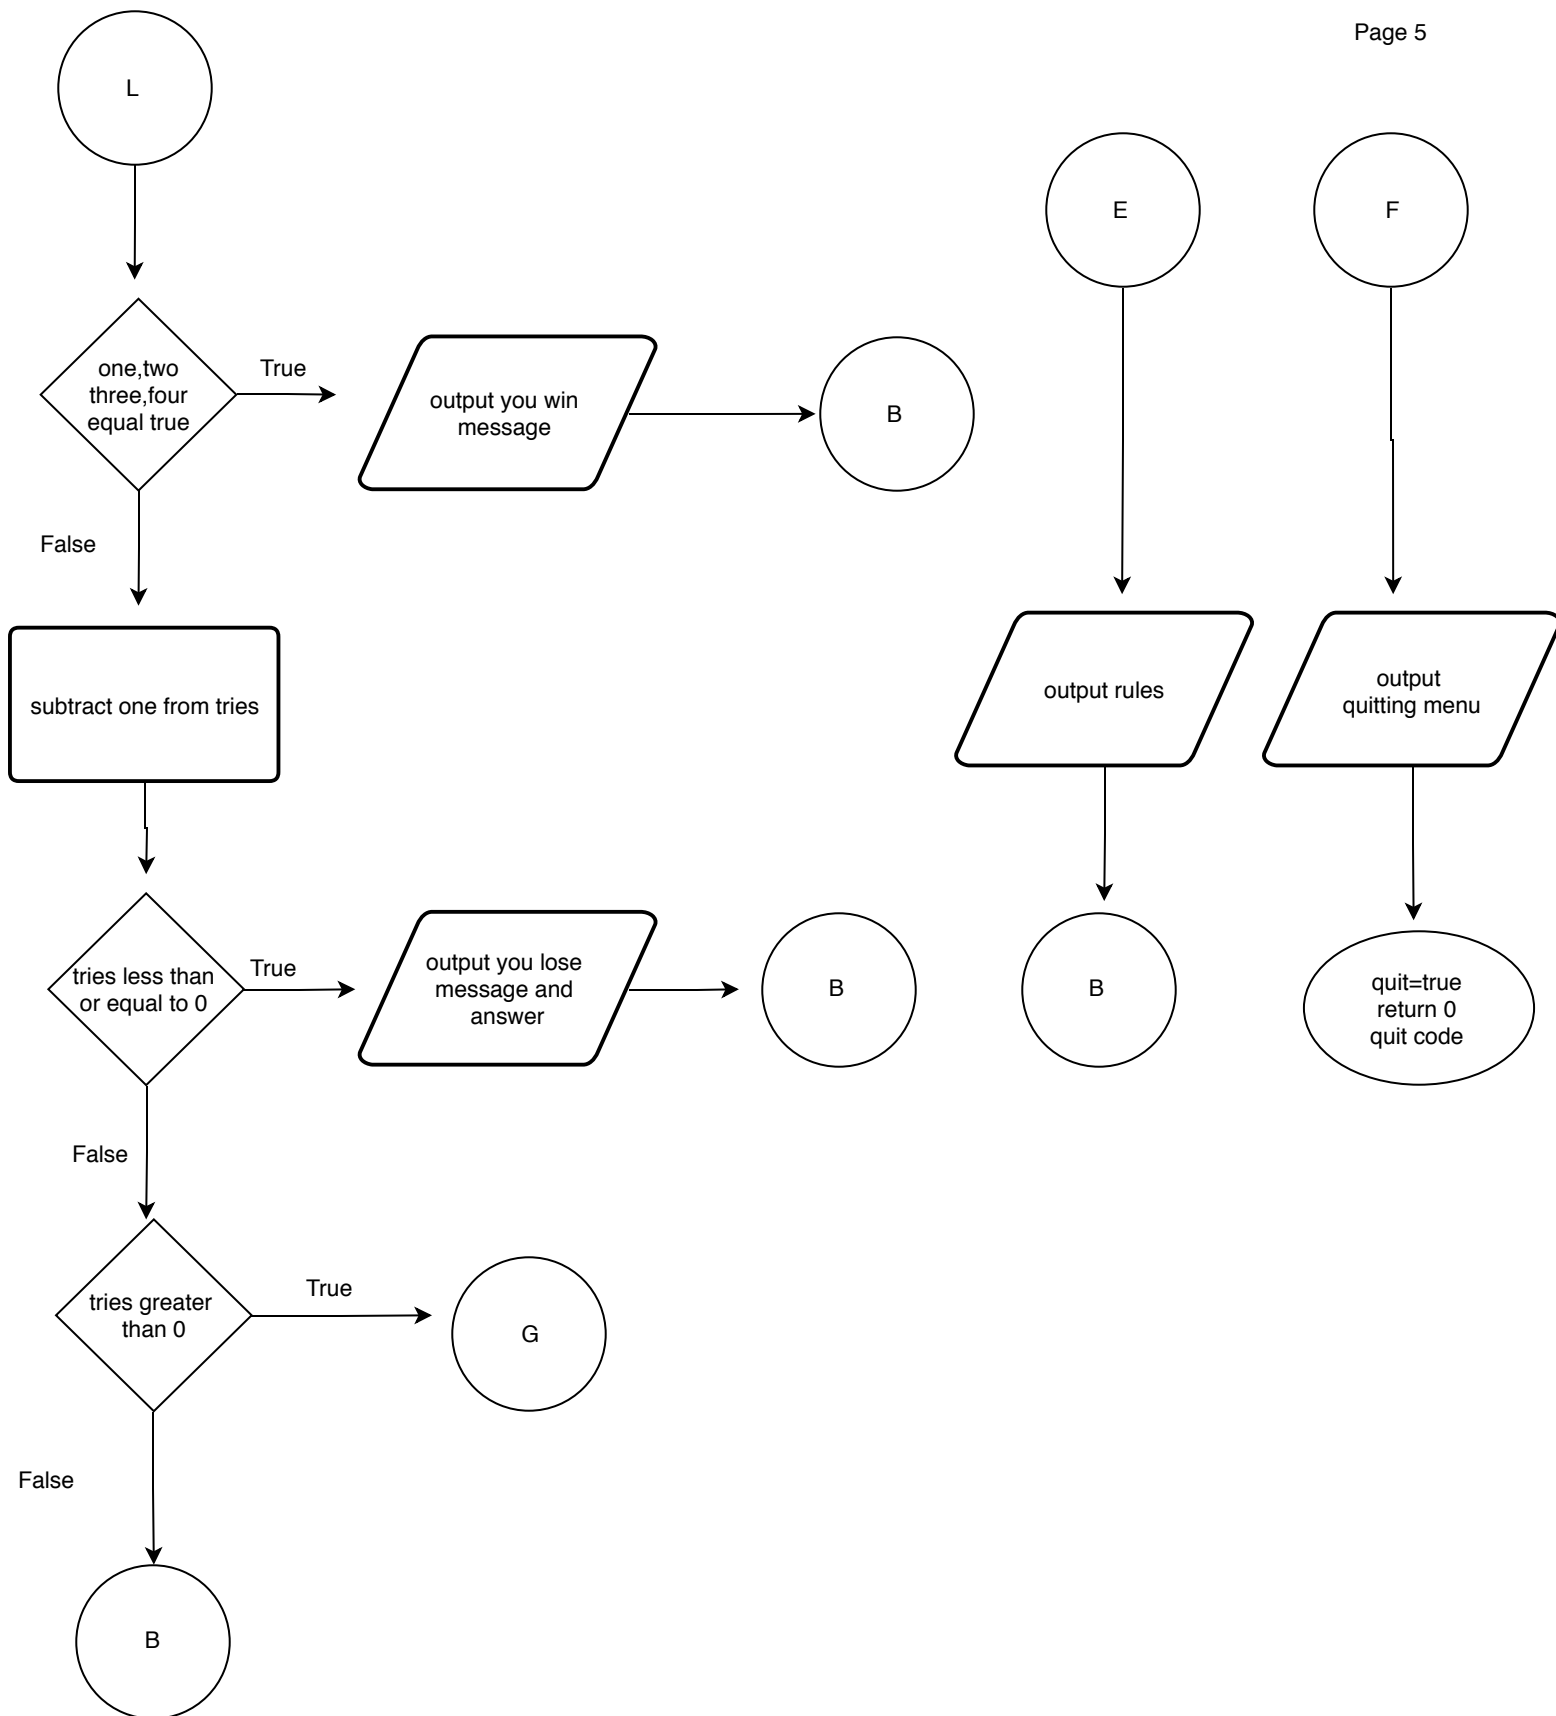 Page 5
L
one,two
three,four
equal true
True
output you win
message
B
False
subtract one from tries
tries less than
or equal to 0
True
output you lose
message and
answer
B
False
tries greater
than 0
True
G
False
B
E
output rules
B
F
output
quitting menu
quit=true
return 0
quit code